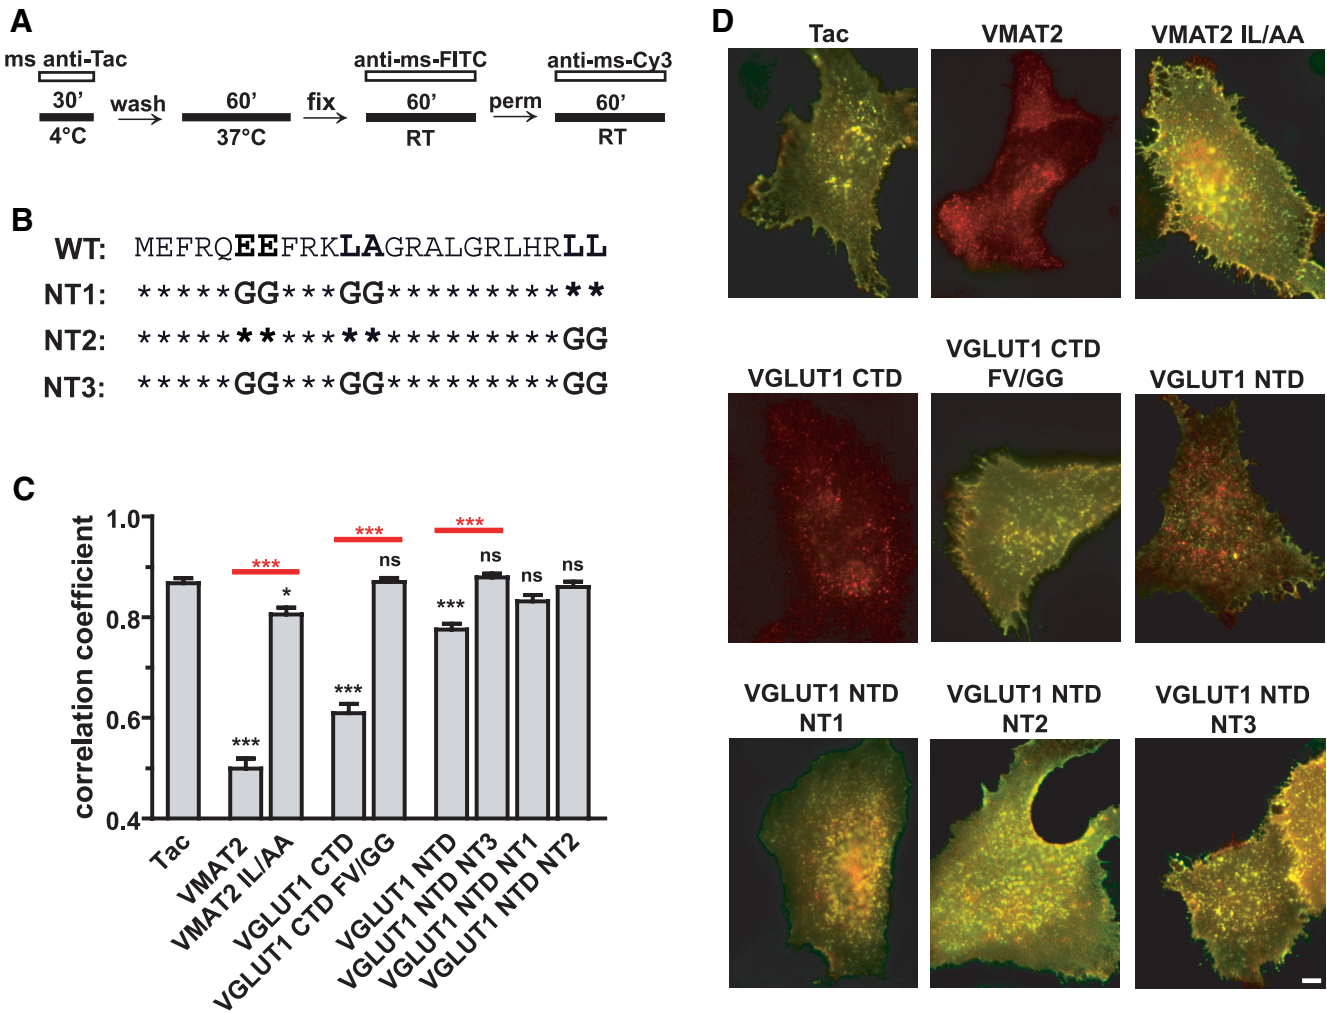 A
ms anti-Tac
30'
4°C
wash
60'
37°C
fix
anti-ms-FITC
60'
RT
perm
anti-ms-Cy3
60'
RT
B
WT: MEFRQEEFRKLAGRALGRLHRLL
NT1: *****GG***GG***********
NT2: *********************GG
NT3: *****GG***GG*********GG
C
correlation coefficient
1.0
0.8
0.6
0.4
***
***
*
***
***
ns
***
***
ns
ns
ns
Tac
VMAT2
VMAT2 IL/AA
VGLUT1 CTD
VGLUT1 CTD FV/GG
VGLUT1 NTD
VGLUT1 NTD NT3
VGLUT1 NTD NT1
VGLUT1 NTD NT2
D
Tac
VMAT2
VMAT2 IL/AA
VGLUT1 CTD
VGLUT1 CTD
FV/GG
VGLUT1 NTD
VGLUT1 NTD
NT1
VGLUT1 NTD
NT2
VGLUT1 NTD
NT3